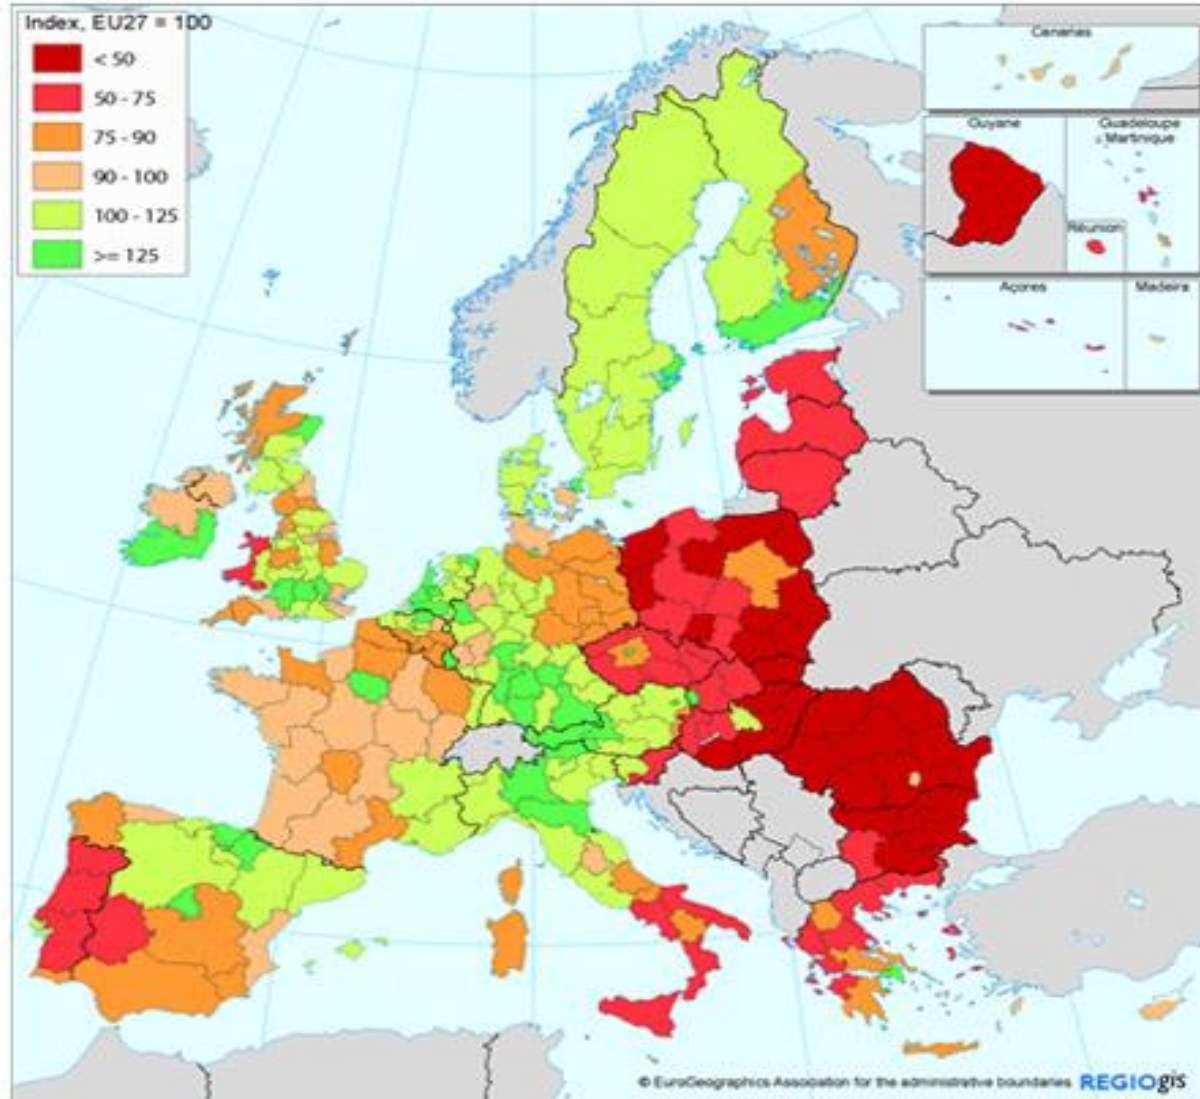 Index, EU27 = 100
< 50
50 - 75
75 - 90
90 - 100
100 - 125
>= 125
Canarias
Guyane
Guadeloupe
Martinique
Réunion
Açores
Madeira
© EuroGeographics Association for the administrative boundaries
REGIOgis